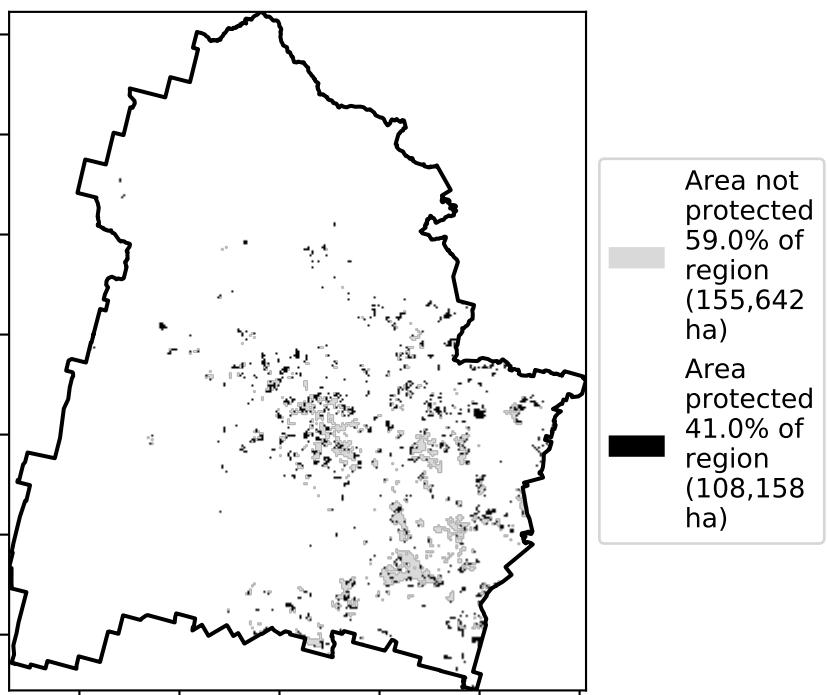 Area not
protected
59.0% of
region
(155,642
ha)
Area
protected
41.0% of
region
(108,158
ha)